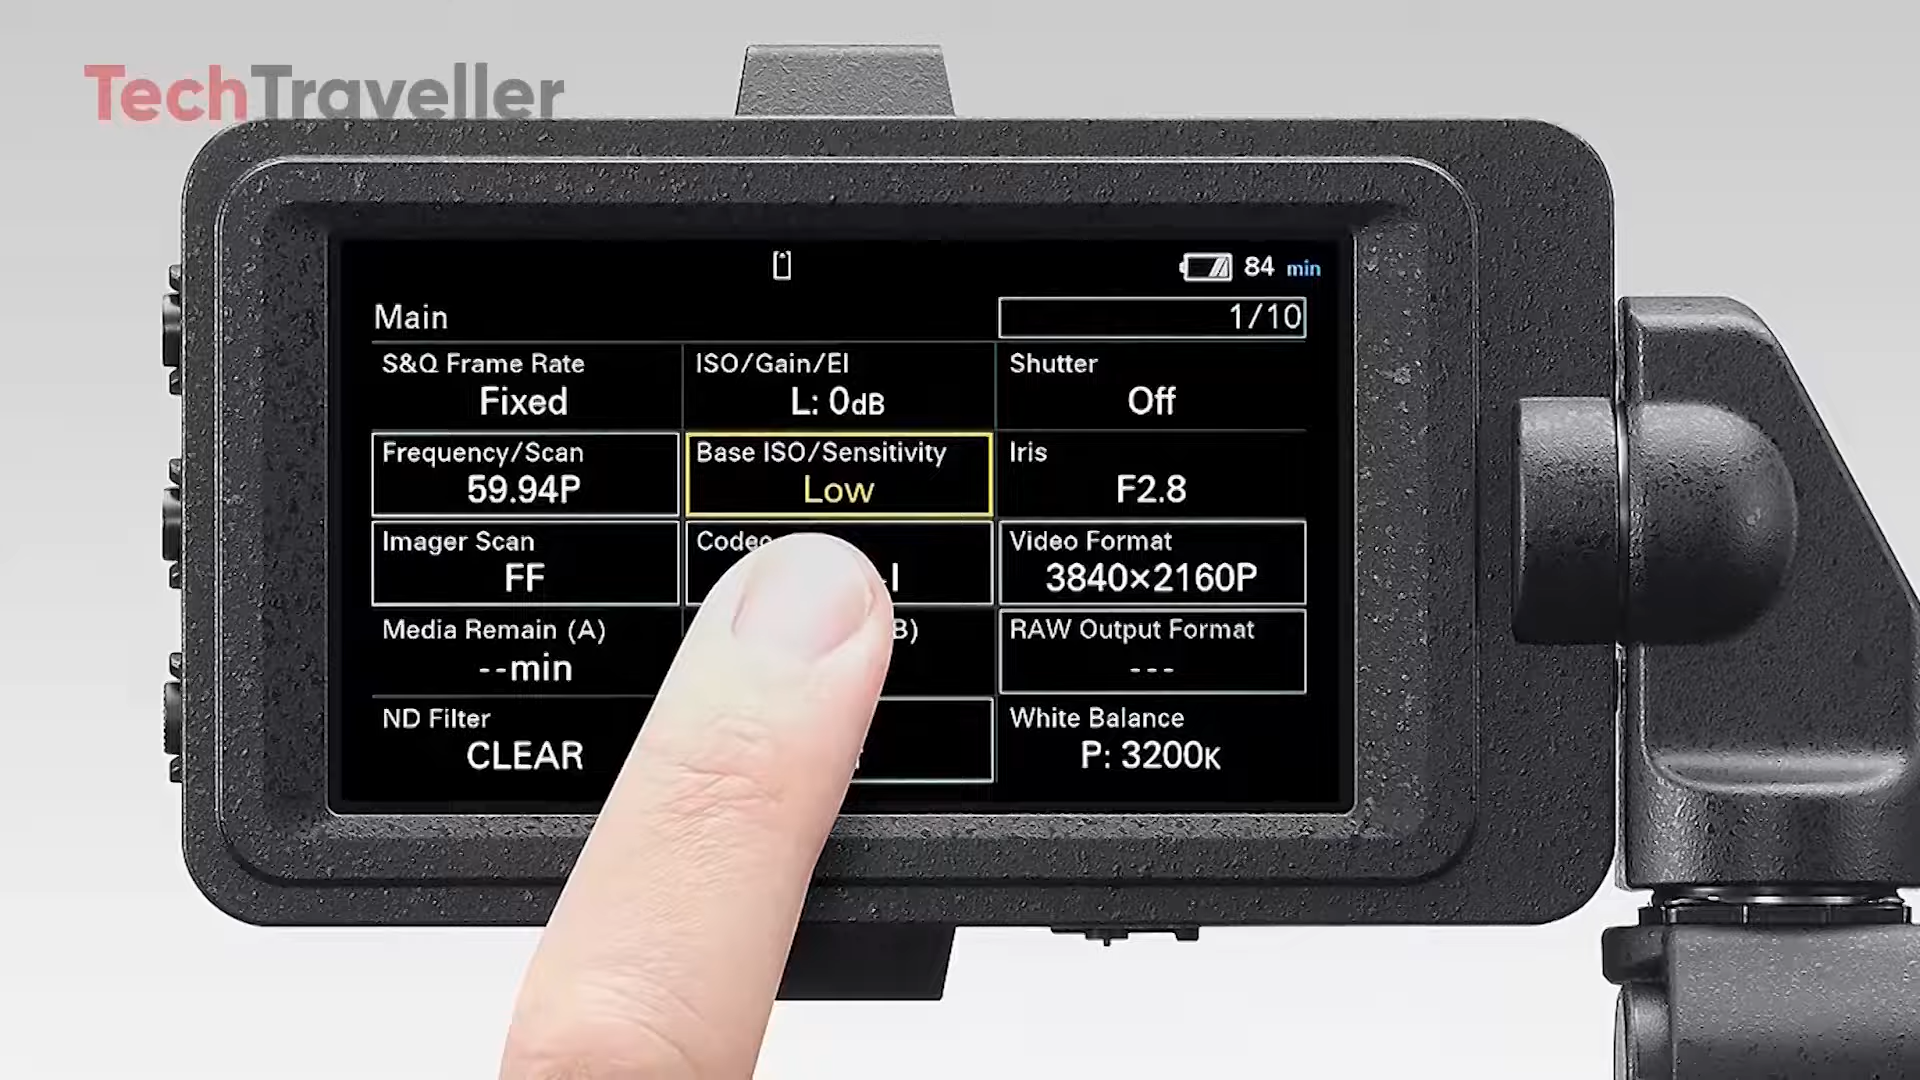 TechTraveller
84 min
Main
1/10
S&Q Frame Rate
Fixed
ISO/Gain/EI
L: 0dB
Shutter
Off
Frequency/Scan
59.94P
Base ISO/Sensitivity
Low
Iris
F2.8
Imager Scan
FF
Codec
Video Format
3840×2160P
Media Remain (A)
--min
B)
RAW Output Format
---
ND Filter
CLEAR
White Balance
P: 3200K